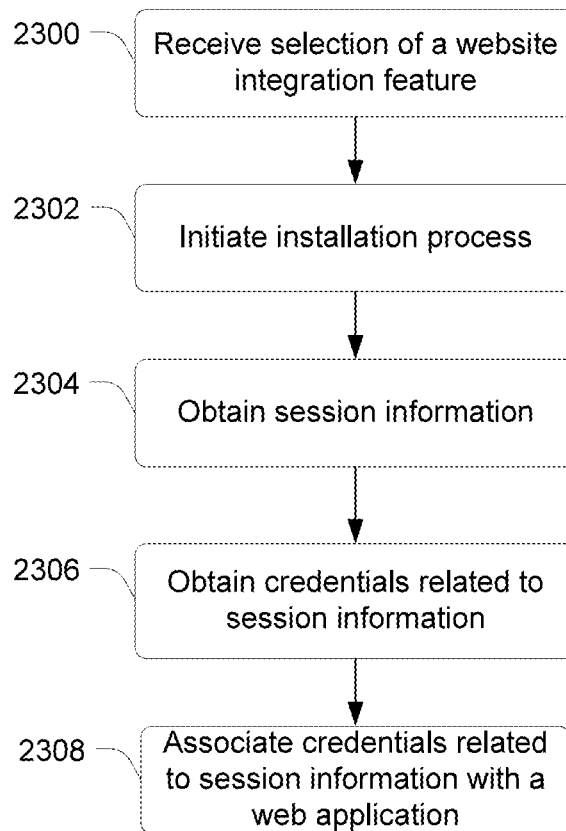 2300
Receive selection of a website
integration feature
2302
Initiate installation process
2304
Obtain session information
2306
Obtain credentials related to
session information
2308
Associate credentials related
to session information with a
web application